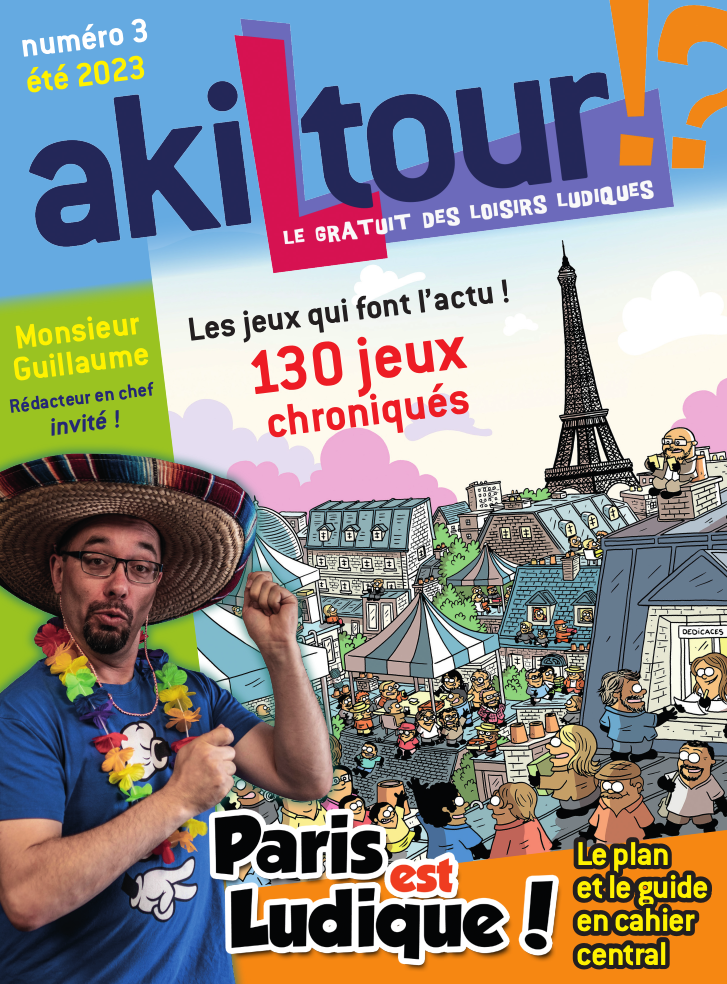 numéro 3
été 2023
akiLtour!?
LE GRATUIT DES LOISIRS LUDIQUES
Monsieur
Guillaume
Rédacteur en chef
invité !
Les jeux qui font l'actu !
130 jeux
chroniqués
DEDICACES
Paris
est
Ludique !
Le plan
et le guide
en cahier
central